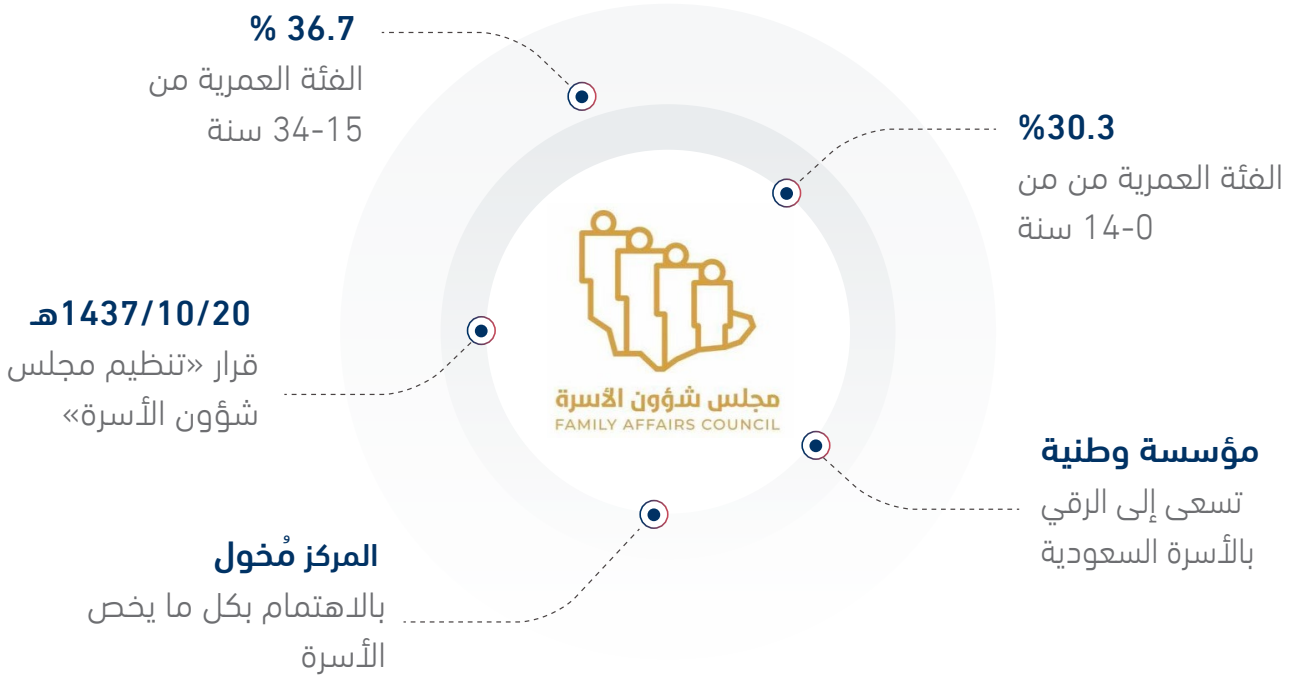 %30.3
الفئة العمرية من من
14-0 سنة
% 36.7
الفئة العمرية من
34-15 سنة
مجلس شؤون الأسرة
FAMILY AFFAIRS COUNCIL
1437/10/20هـ
قرار «تنظيم مجلس
شؤون الأسرة»
مؤسسة وطنية
تسعى إلى الرقي
بالأسرة السعودية
المركز مُخول
بالاهتمام بكل ما يخص
الأسرة